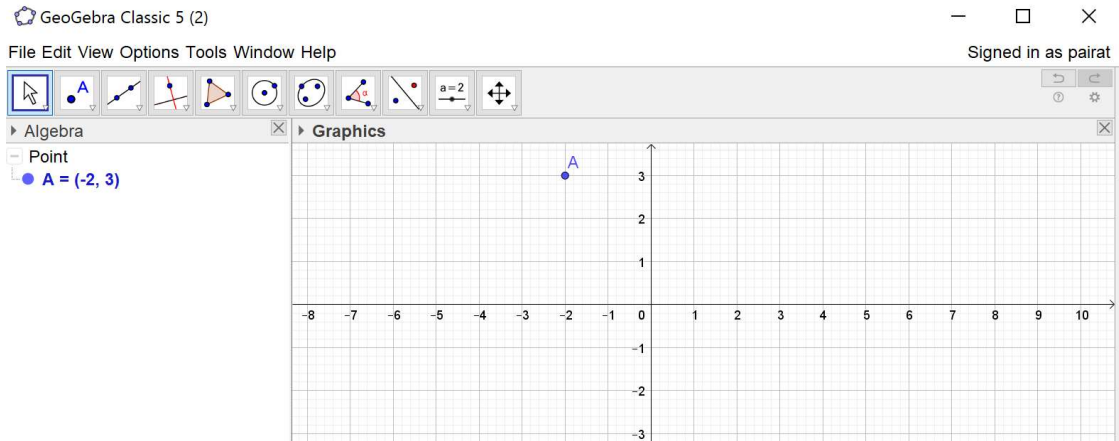 GeoGebra Classic 5 (2)
File Edit View Options Tools Window Help
Signed in as pairat
A
α
a=2
Algebra
Graphics
Point
A = (-2, 3)
A
3
2
1
-8 -7 -6 -5 -4 -3 -2 -1 0 1 2 3 4 5 6 7 8 9 10
-1
-2
-3